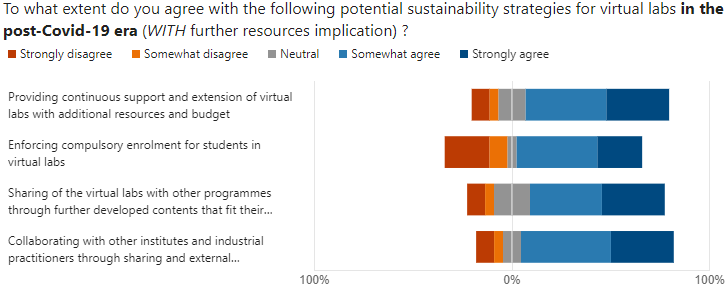 To what extent do you agree with the following potential sustainability strategies for virtual labs in the
post-Covid-19 era (WITH further resources implication) ?
Strongly disagree Somewhat disagree Neutral Somewhat agree Strongly agree
Providing continuous support and extension of virtual
labs with additional resources and budget
Enforcing compulsory enrolment for students in
virtual labs
Sharing of the virtual labs with other programmes
through further developed contents that fit their...
Collaborating with other institutes and industrial
practitioners through sharing and external...
100% 0% 100%